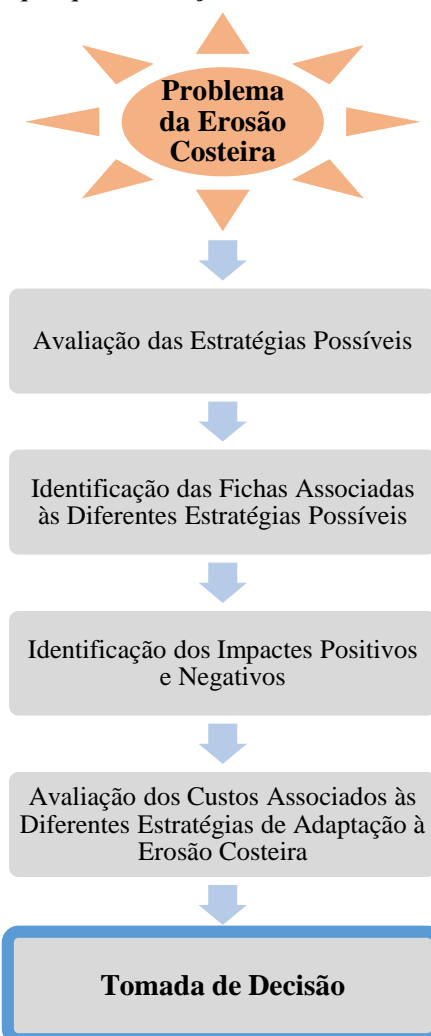 Problema
da Erosão
Costeira
Avaliação das Estratégias Possíveis
Identificação das Fichas Associadas
às Diferentes Estratégias Possíveis
Identificação dos Impactes Positivos
e Negativos
Avaliação dos Custos Associados às
Diferentes Estratégias de Adaptação à
Erosão Costeira
Tomada de Decisão